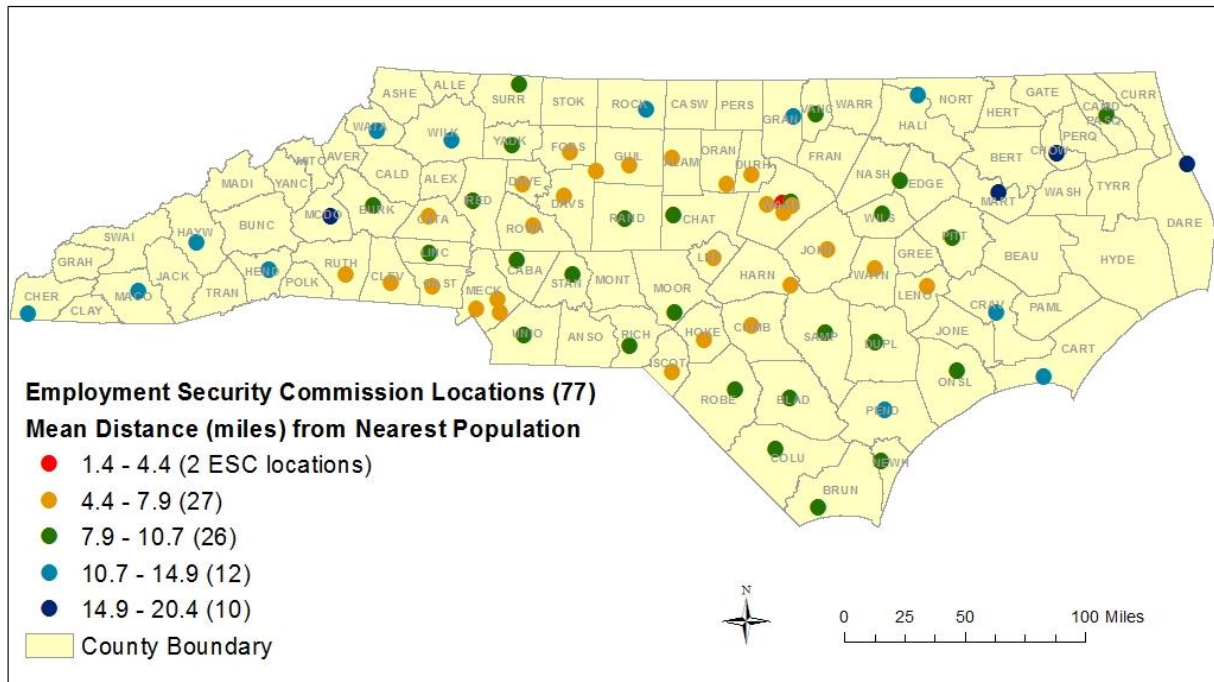 ALLE
ASHE
SURR
STOK
ROCK
CASW
PERS
GRAN
VANC
WARR
NORT
HERT
GATE
CAMD
CURR
PASQ
PERQ
HALI
WATA
WILK
YADK
FORS
GUIL
ALAM
ORAN
DURH
FRAN
BERT
CHOW
MITC
AVER
CALD
ALEX
DAVE
NASH
EDGE
MADI
YANC
IRED
DAVS
MART
WASH
TYRR
DARE
MCDO
BURK
CATA
ROWA
RAND
CHAT
WAKE
WILS
BUNC
HAYW
SWAI
PITT
BEAU
HYDE
GRAH
JACK
HEND
RUTH
LINC
CABA
STAN
MONT
LEE
JOHN
GREE
WAYN
HARN
CLEV
GAST
MECK
MOOR
LENO
CHER
CLAY
MACO
TRAN
POLK
CRAV
PAML
UNIO
ANSO
RICH
HOKE
CUMB
SAMP
DUPL
JONE
CART
SCOT
ONSL
ROBE
BLAD
PEND
COLU
NEWH
BRUN
Employment Security Commission Locations (77)
Mean Distance (miles) from Nearest Population
1.4 - 4.4 (2 ESC locations)
4.4 - 7.9 (27)
7.9 - 10.7 (26)
10.7 - 14.9 (12)
14.9 - 20.4 (10)
County Boundary
N
0 25 50 100 Miles